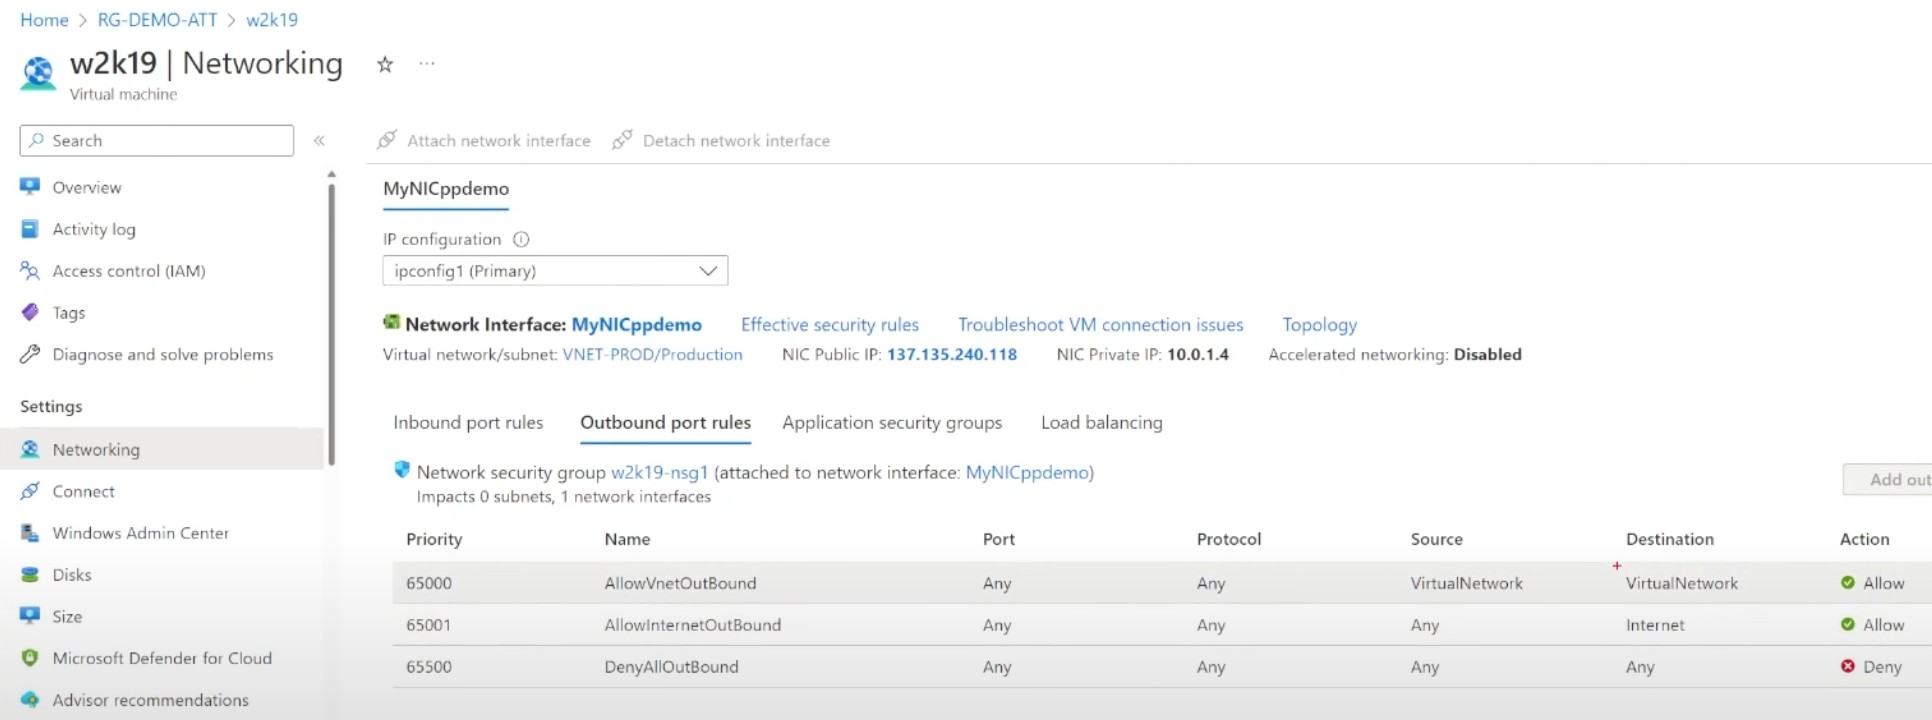 Home > RG-DEMO-ATT > w2k19
w2k19 | Networking ☆ ...
Virtual machine
Search «
Overview
Activity log
Access control (IAM)
Tags
Diagnose and solve problems
Settings
Networking
Connect
Windows Admin Center
Disks
Size
Microsoft Defender for Cloud
Advisor recommendations
Attach network interface Detach network interface
MyNICppdemo
IP configuration
ipconfig1 (Primary)
Network Interface: MyNICppdemo Effective security rules Troubleshoot VM connection issues Topology
Virtual network/subnet: VNET-PROD/Production NIC Public IP: 137.135.240.118 NIC Private IP: 10.0.1.4 Accelerated networking: Disabled
Inbound port rules Outbound port rules Application security groups Load balancing
Network security group w2k19-nsg1 (attached to network interface: MyNICppdemo)
Impacts 0 subnets, 1 network interfaces
Add out
Priority Name Port Protocol Source Destination Action
65000 AllowVnetOutBound Any Any VirtualNetwork VirtualNetwork Allow
65001 AllowInternetOutBound Any Any Any Internet Allow
65500 DenyAllOutBound Any Any Any Any Deny